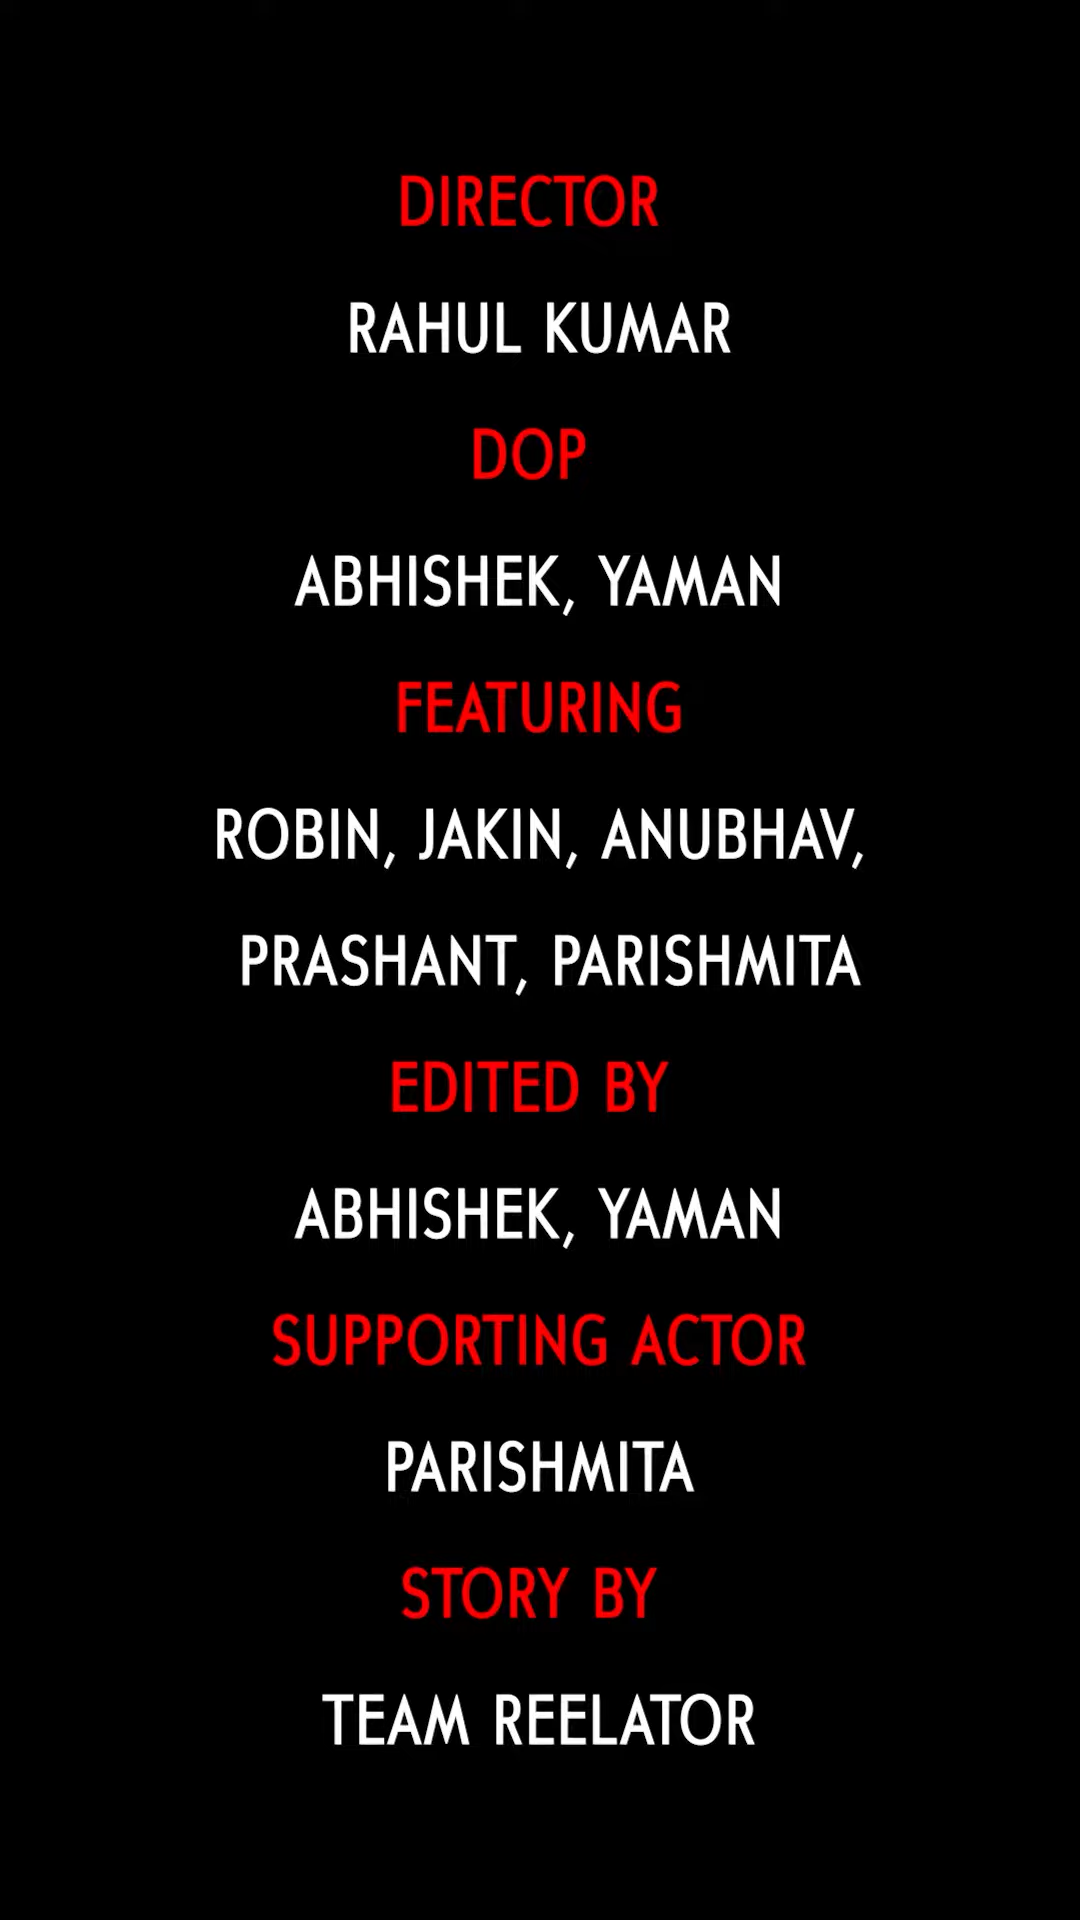 DIRECTOR
RAHUL KUMAR
DOP
ABHISHEK, YAMAN
FEATURING
ROBIN, JAKIN, ANUBHAV,
PRASHANT, PARISHMITA
EDITED BY
ABHISHEK, YAMAN
SUPPORTING ACTOR
PARISHMITA
STORY BY
TEAM REELATOR